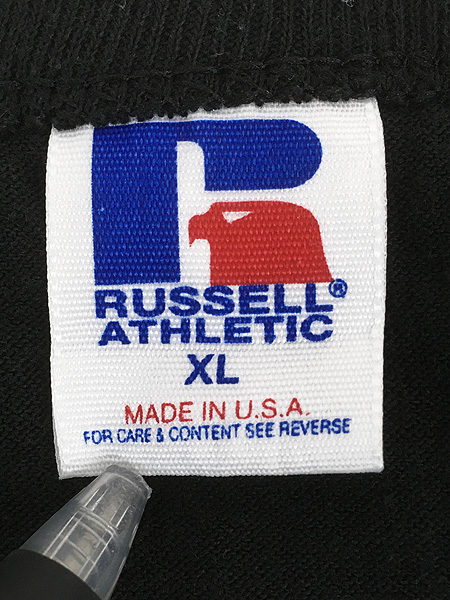 RUSSELL®
ATHLETIC
XL
MADE IN U.S.A.
FOR CARE & CONTENT SEE REVERSE